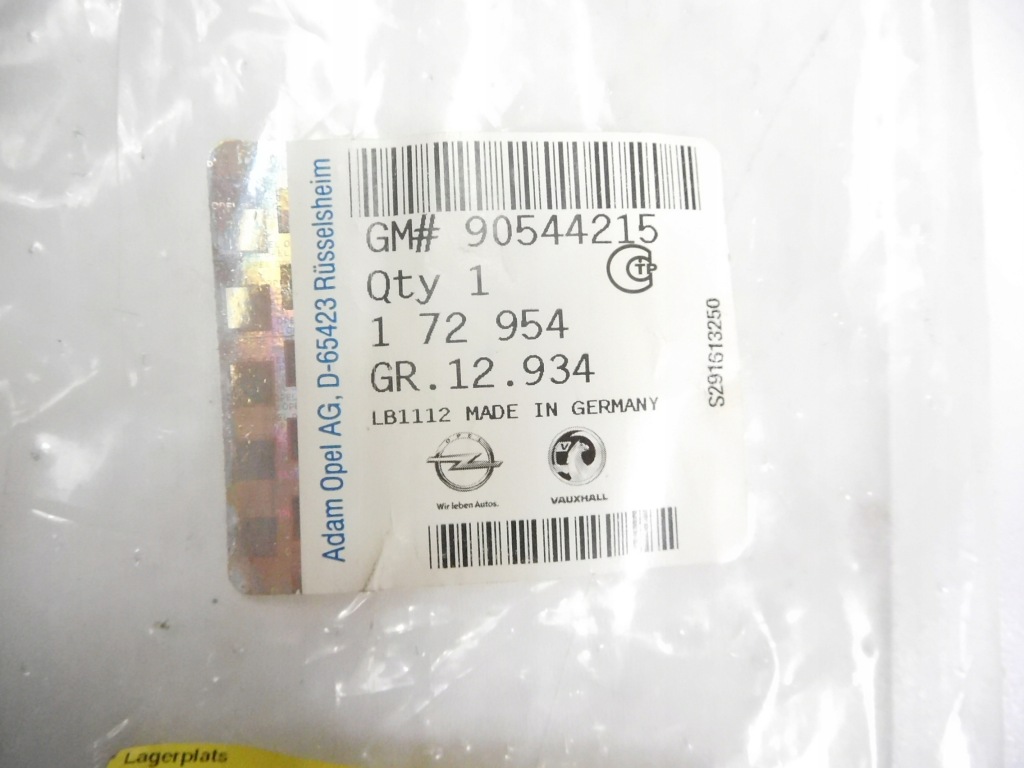 Adam Opel AG, D-65423 Rüsselsheim
GM# 90544215
Qty 1
1 72 954
GR.12.934
LB1112 MADE IN GERMANY
S291613250
OPEL
Wir leben Autos.
VAUXHALL
Lagerplats